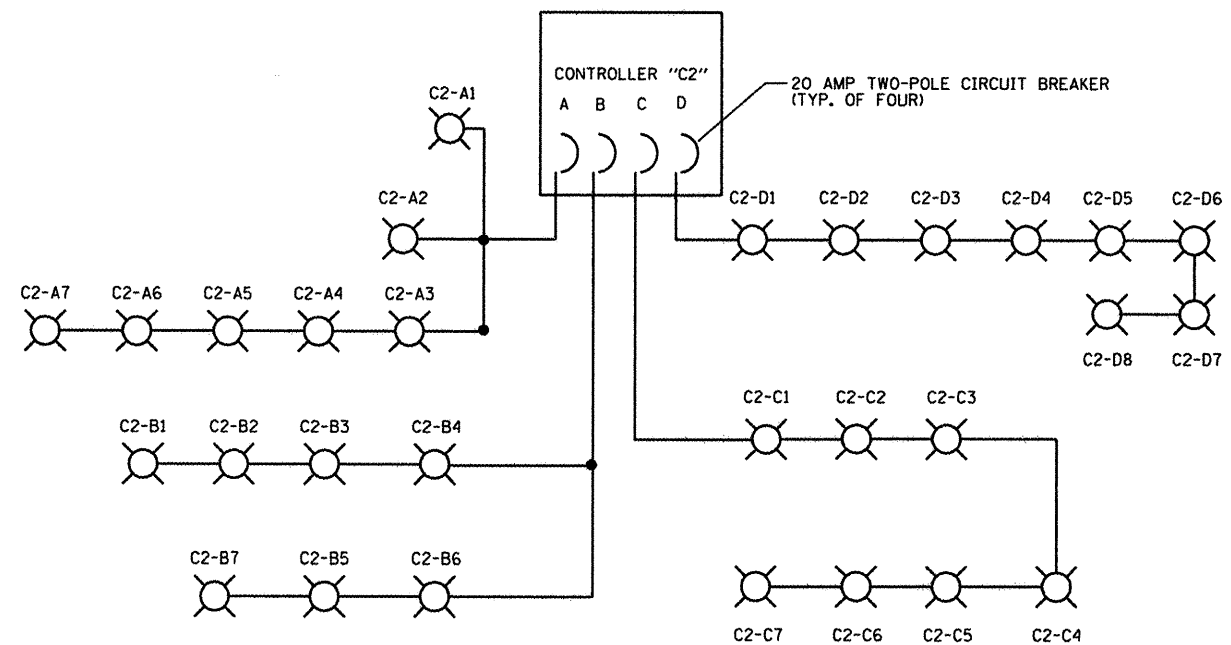 CONTROLLER "C2"
A B C D
20 AMP TWO-POLE CIRCUIT BREAKER
(TYP. OF FOUR)
C2-A1
C2-A2
C2-D1 C2-D2 C2-D3 C2-D4 C2-D5 C2-D6
C2-A7 C2-A6 C2-A5 C2-A4 C2-A3
C2-D8 C2-D7
C2-C1 C2-C2 C2-C3
C2-B1 C2-B2 C2-B3 C2-B4
C2-B7 C2-B5 C2-B6
C2-C7 C2-C6 C2-C5 C2-C4